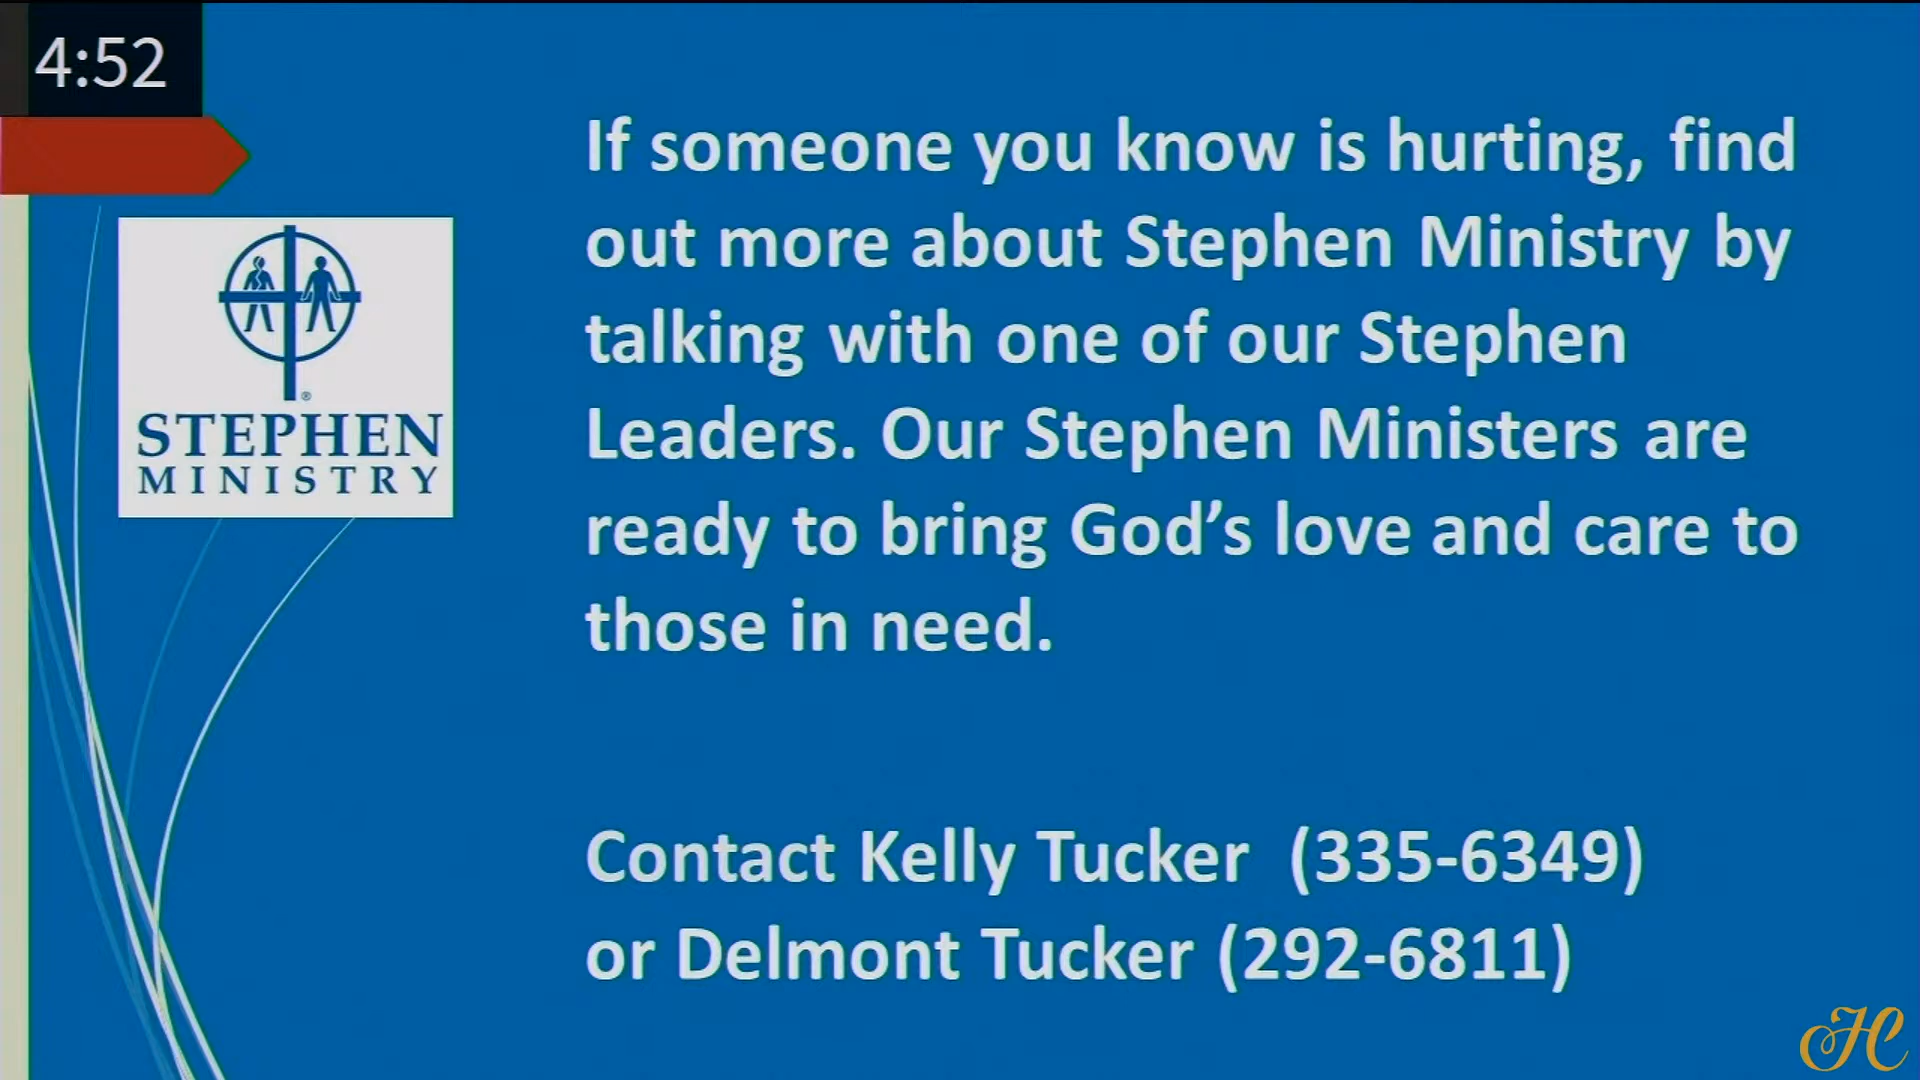 4:52
STEPHEN
MINISTRY
If someone you know is hurting, find
out more about Stephen Ministry by
talking with one of our Stephen
Leaders. Our Stephen Ministers are
ready to bring God’s love and care to
those in need.
Contact Kelly Tucker (335-6349)
or Delmont Tucker (292-6811)